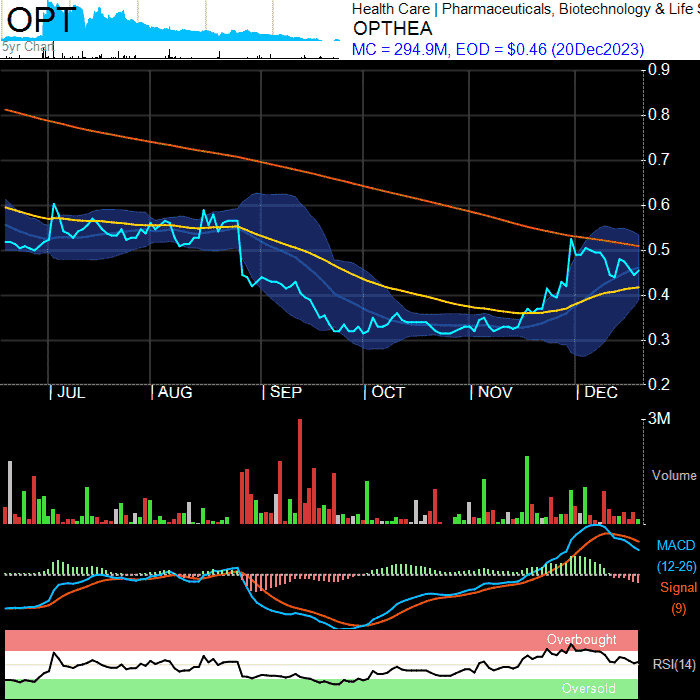 OPT
5yr Chart
Health Care | Pharmaceuticals, Biotechnology & Life S
OPTHEA
MC = 294.9M, EOD = $0.46 (20Dec2023)
0.9
0.8
0.7
0.6
0.5
0.4
0.3
0.2
| JUL | AUG | SEP | OCT | NOV | DEC
3M
Volume
MACD
(12-26)
Signal
(9)
Overbought
RSI(14)
Oversold